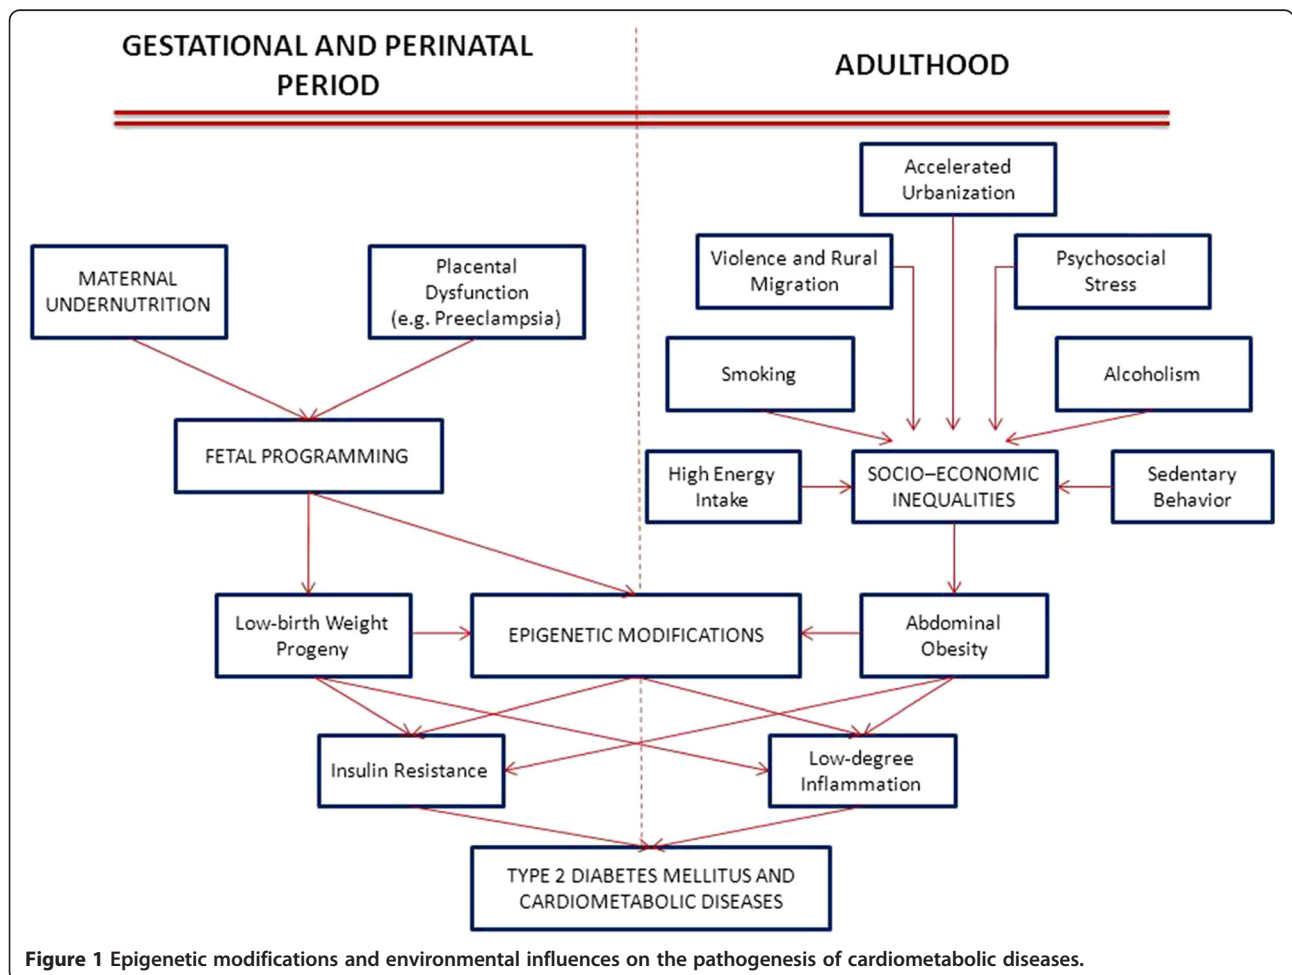 GESTATIONAL AND PERINATAL
PERIOD
ADULTHOOD
Accelerated
Urbanization
MATERNAL
UNDERNUTRITION
Placental
Dysfunction
(e.g. Preeclampsia)
Violence and Rural
Migration
Psychosocial
Stress
Smoking
Alcoholism
FETAL PROGRAMMING
High Energy
Intake
SOCIO–ECONOMIC
INEQUALITIES
Sedentary
Behavior
Low-birth Weight
Progeny
EPIGENETIC MODIFICATIONS
Abdominal
Obesity
Insulin Resistance
Low-degree
Inflammation
TYPE 2 DIABETES MELLITUS AND
CARDIOMETABOLIC DISEASES
Figure 1 Epigenetic modifications and environmental influences on the pathogenesis of cardiometabolic diseases.